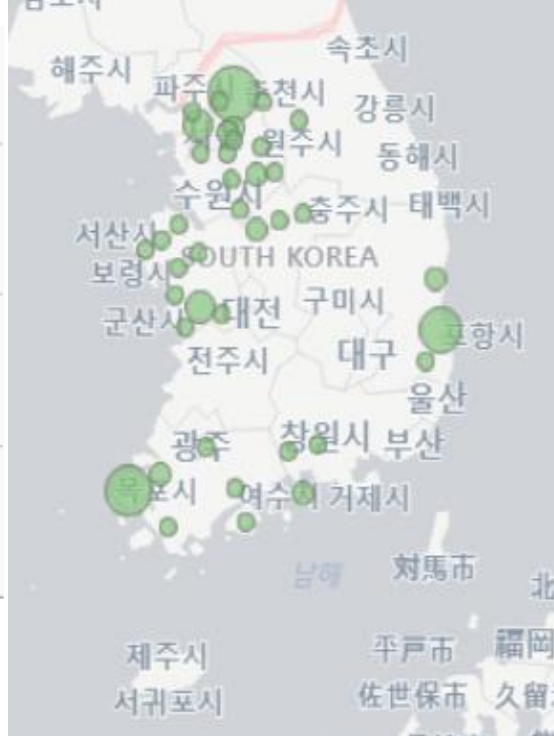 속초시
해주시
파주시
춘천시
강릉시
원주시
동해시
수원시
충주시
태백시
서산시
SOUTH KOREA
보령시
구미시
군산시
대전
포항시
전주시
대구
울산
광주
창원시
부산
목포시
여수시
거제시
対馬市
남해
北
제주시
平戸市
福岡
서귀포시
佐世保市
久留